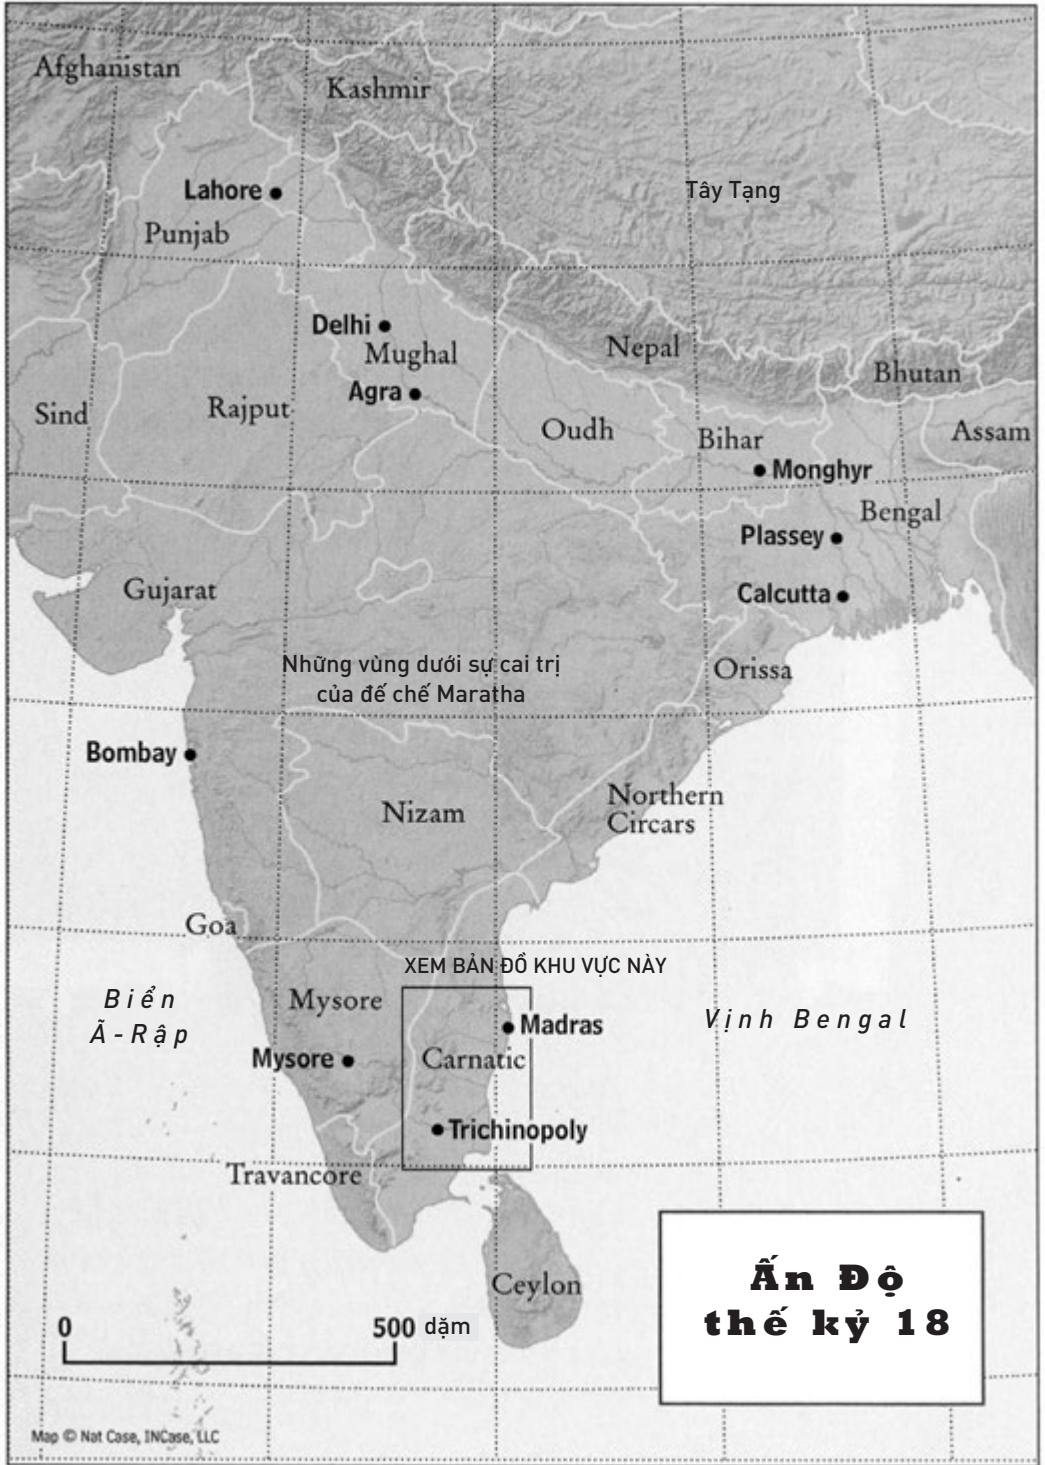 Afghanistan
Kashmir
Lahore
Tây Tạng
Punjab
Delhi
Mughal
Nepal
Bhutan
Agra
Sind
Rajput
Oudh
Bihar
Assam
Monghyr
Bengal
Plassey
Gujarat
Calcutta
Những vùng dưới sự cai trị
của đế chế Maratha
Orissa
Bombay
Nizam
Northern
Circars
Goa
XEM BẢN ĐỒ KHU VỰC NÀY
Biển
Ã-Rập
Mysore
Madras
Vịnh Bengal
Mysore
Carnatic
Trichinopoly
Travancore
Ceylon
Ấn Độ
thế kỷ 18
0 500 dặm
Map © Nat Case, INCase, LLC